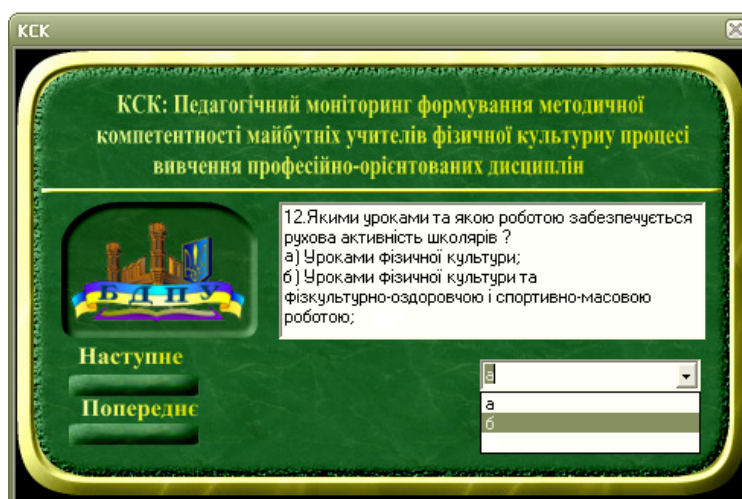 КСК
КСК: Педагогічний моніторинг формування методичної
компетентності майбутніх учителів фізичної культуриу процесі
вивчення професійно-орієнтованих дисциплін
БДПУ
12.Якими уроками та якою роботою забезпечується
рухова активність школярів ?
а) Уроками фізичної культури;
б) Уроками фізичної культури та
фізкультурно-оздоровчою і спортивно-масовою
роботою;
Наступне
Попереднє
а
а
б